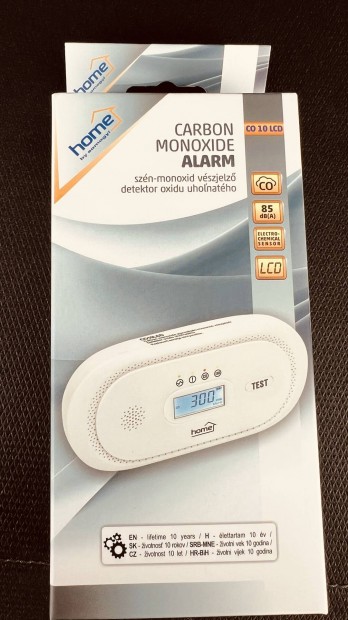 home
home
by somogyi
CARBON
MONOXIDE
ALARM
CO 10 LCD
szén-monoxid vészjelző
detektor oxidu uhoľnatého
CO
85
dB(A)
ELECTRO-
CHEMICAL
SENSOR
LCD
300
TEST
home
EN - lifetime 10 years / H - élettartam 10 év /
SK - životnosť 10 rokov / SRB-MNE - životni vek 10 godina /
CZ - životnost 10 let / HR-BiH - životni vijek 10 godina